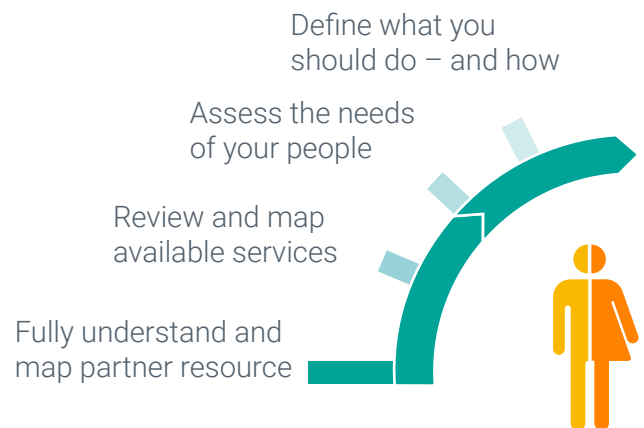 Define what you
should do – and how
Assess the needs
of your people
Review and map
available services
Fully understand and
map partner resource